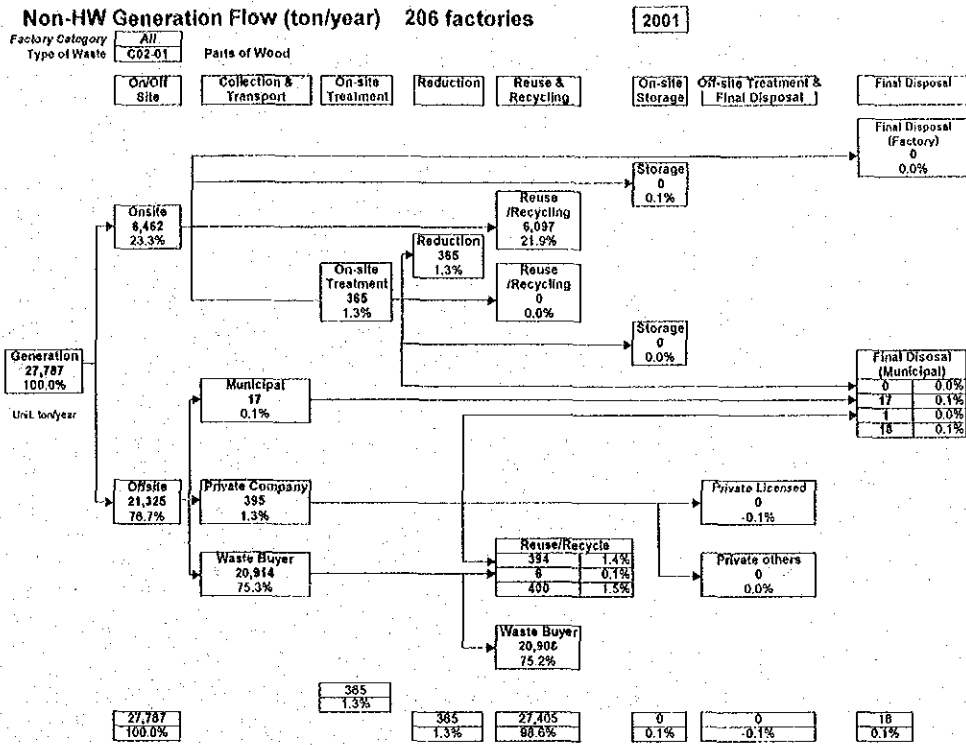 Non-HW Generation Flow (ton/year) 206 factories 2001
Factory Category All
Type of Waste C02-01 Parts of Wood
On/Off Site
Collection & Transport
On-site Treatment
Reduction
Reuse & Recycling
On-site Storage
Off-site Treatment & Final Disposal
Final Disposal
Final Disposal
(Factory)
0
0.0%
Storage
0
0.1%
Onsite
6,462
23.3%
Reuse
/Recycling
6,097
21.9%
Reduction
365
1.3%
On-site
Treatment
365
1.3%
Reuse
/Recycling
0
0.0%
Storage
0
0.0%
Generation
27,787
100.0%
Unit: ton/year
Municipal
17
0.1%
Final Disosal
(Municipal)
0 0.0%
17 0.1%
1 0.0%
18 0.1%
Offsite
21,325
76.7%
Private Company
395
1.3%
Private Licensed
0
-0.1%
Waste Buyer
20,914
75.3%
Reuse/Recycle
394 1.4%
6 0.1%
400 1.5%
Private others
0
0.0%
Waste Buyer
20,908
75.2%
365
1.3%
27,787 365 27,405 0 0 18
100.0% 1.3% 98.6% 0.1% -0.1% 0.1%